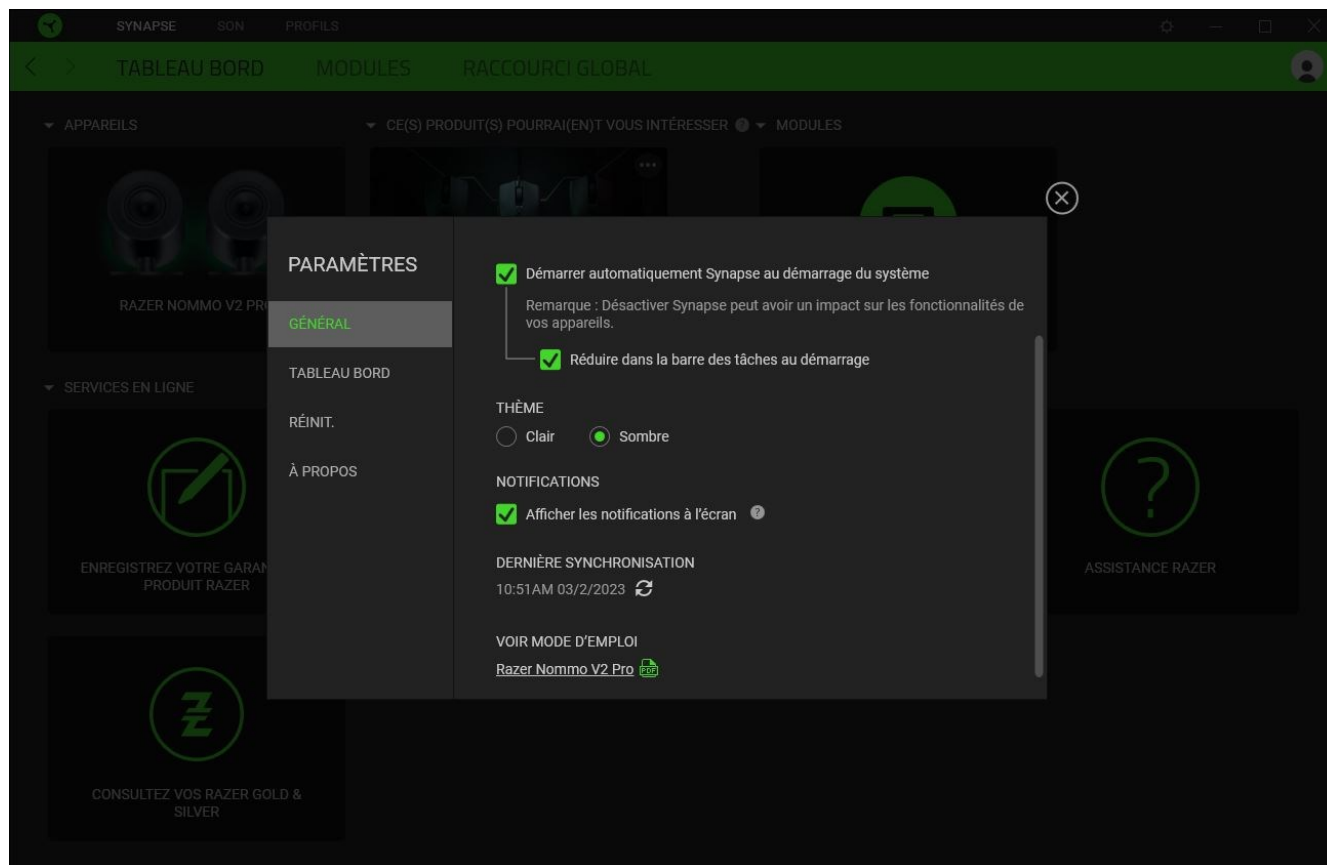 SYNAPSE SON PROFILS
TABLEAU BORD MODULES RACCOURCI GLOBAL
APPAREILS
CE(S) PRODUIT(S) POURRAI(EN)T VOUS INTÉRESSER ?
MODULES
RAZER NOMMO V2 PR
SERVICES EN LIGNE
ENREGISTREZ VOTRE GARAN
PRODUIT RAZER
ASSISTANCE RAZER
CONSULTEZ VOS RAZER GOLD &
SILVER
PARAMÈTRES
GÉNÉRAL
TABLEAU BORD
RÉINIT.
À PROPOS
Démarrer automatiquement Synapse au démarrage du système
Remarque : Désactiver Synapse peut avoir un impact sur les fonctionnalités de
vos appareils.
Réduire dans la barre des tâches au démarrage
THÈME
Clair Sombre
NOTIFICATIONS
Afficher les notifications à l'écran ?
DERNIÈRE SYNCHRONISATION
10:51AM 03/2/2023
VOIR MODE D'EMPLOI
Razer Nommo V2 Pro PDF